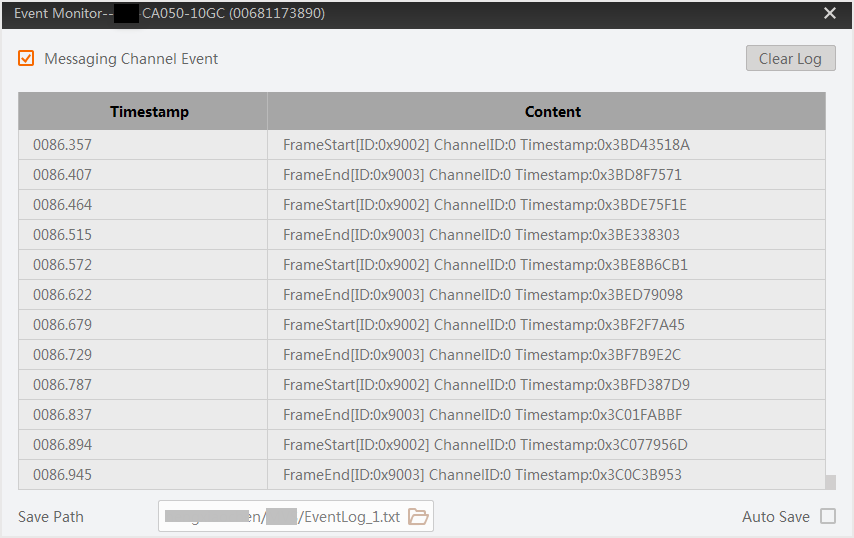 Event Monitor-- -CA050-10GC (00681173890)
Messaging Channel Event
Clear Log
Timestamp Content
0086.357 FrameStart[ID:0x9002] ChannelID:0 Timestamp:0x3BD43518A
0086.407 FrameEnd[ID:0x9003] ChannelID:0 Timestamp:0x3BD8F7571
0086.464 FrameStart[ID:0x9002] ChannelID:0 Timestamp:0x3BDE75F1E
0086.515 FrameEnd[ID:0x9003] ChannelID:0 Timestamp:0x3BE338303
0086.572 FrameStart[ID:0x9002] ChannelID:0 Timestamp:0x3BE8B6CB1
0086.622 FrameEnd[ID:0x9003] ChannelID:0 Timestamp:0x3BED79098
0086.679 FrameStart[ID:0x9002] ChannelID:0 Timestamp:0x3BF2F7A45
0086.729 FrameEnd[ID:0x9003] ChannelID:0 Timestamp:0x3BF7B9E2C
0086.787 FrameStart[ID:0x9002] ChannelID:0 Timestamp:0x3BFD387D9
0086.837 FrameEnd[ID:0x9003] ChannelID:0 Timestamp:0x3C01FABBF
0086.894 FrameStart[ID:0x9002] ChannelID:0 Timestamp:0x3C077956D
0086.945 FrameEnd[ID:0x9003] ChannelID:0 Timestamp:0x3C0C3B953
Save Path /EventLog_1.txt Auto Save